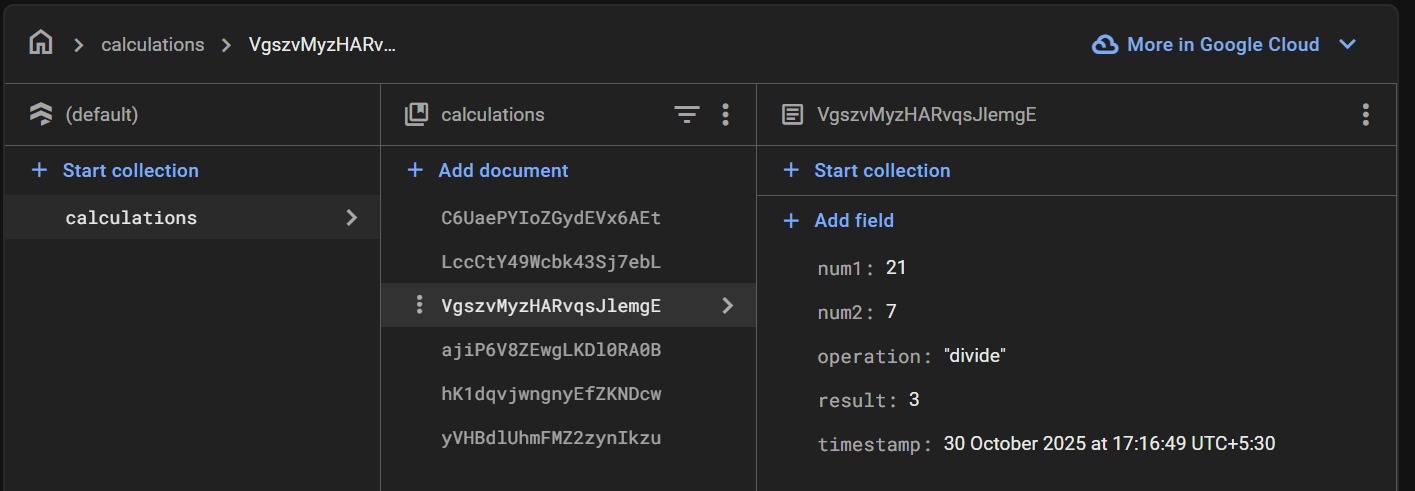 calculations VgszvMyzHARv... More in Google Cloud
(default)
Start collection
calculations
calculations
Add document
C6UaePYIoZGydEVx6AEt
LccCtY49Wcbk43Sj7ebL
VgszvMyzHARvqsJlemgE
ajiP6V8ZEwgLKDl0RA0B
hK1dqvjwngnyEfZKNDcw
yVHBdlUhmFMZ2zynIkzu
VgszvMyzHARvqsJlemgE
Start collection
Add field
num1: 21
num2: 7
operation: "divide"
result: 3
timestamp: 30 October 2025 at 17:16:49 UTC+5:30